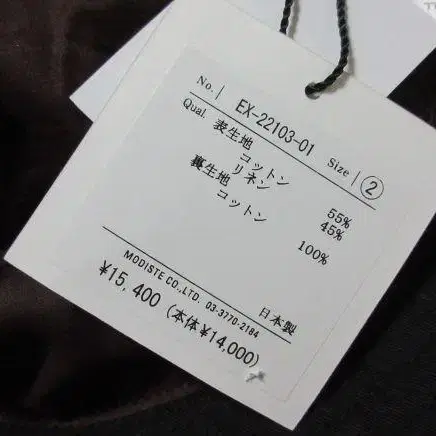 No. EX-22103-01 Size ②
Qual. 表生地
コットン 55%
リネン 45%
裏生地
コットン 100%
MODISTE CO.,LTD. 03-3770-2184 日本製
¥15,400(本体¥14,000)